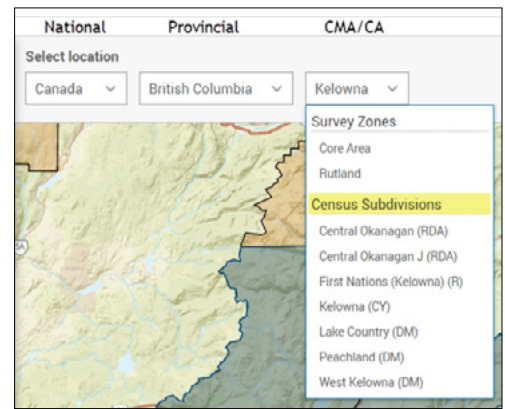 National Provincial CMA/CA
Select location
Canada British Columbia Kelowna
Survey Zones
Core Area
Rutland
Census Subdivisions
Central Okanagan (RDA)
Central Okanagan J (RDA)
First Nations (Kelowna) (R)
Kelowna (CY)
Lake Country (DM)
Peachland (DM)
West Kelowna (DM)